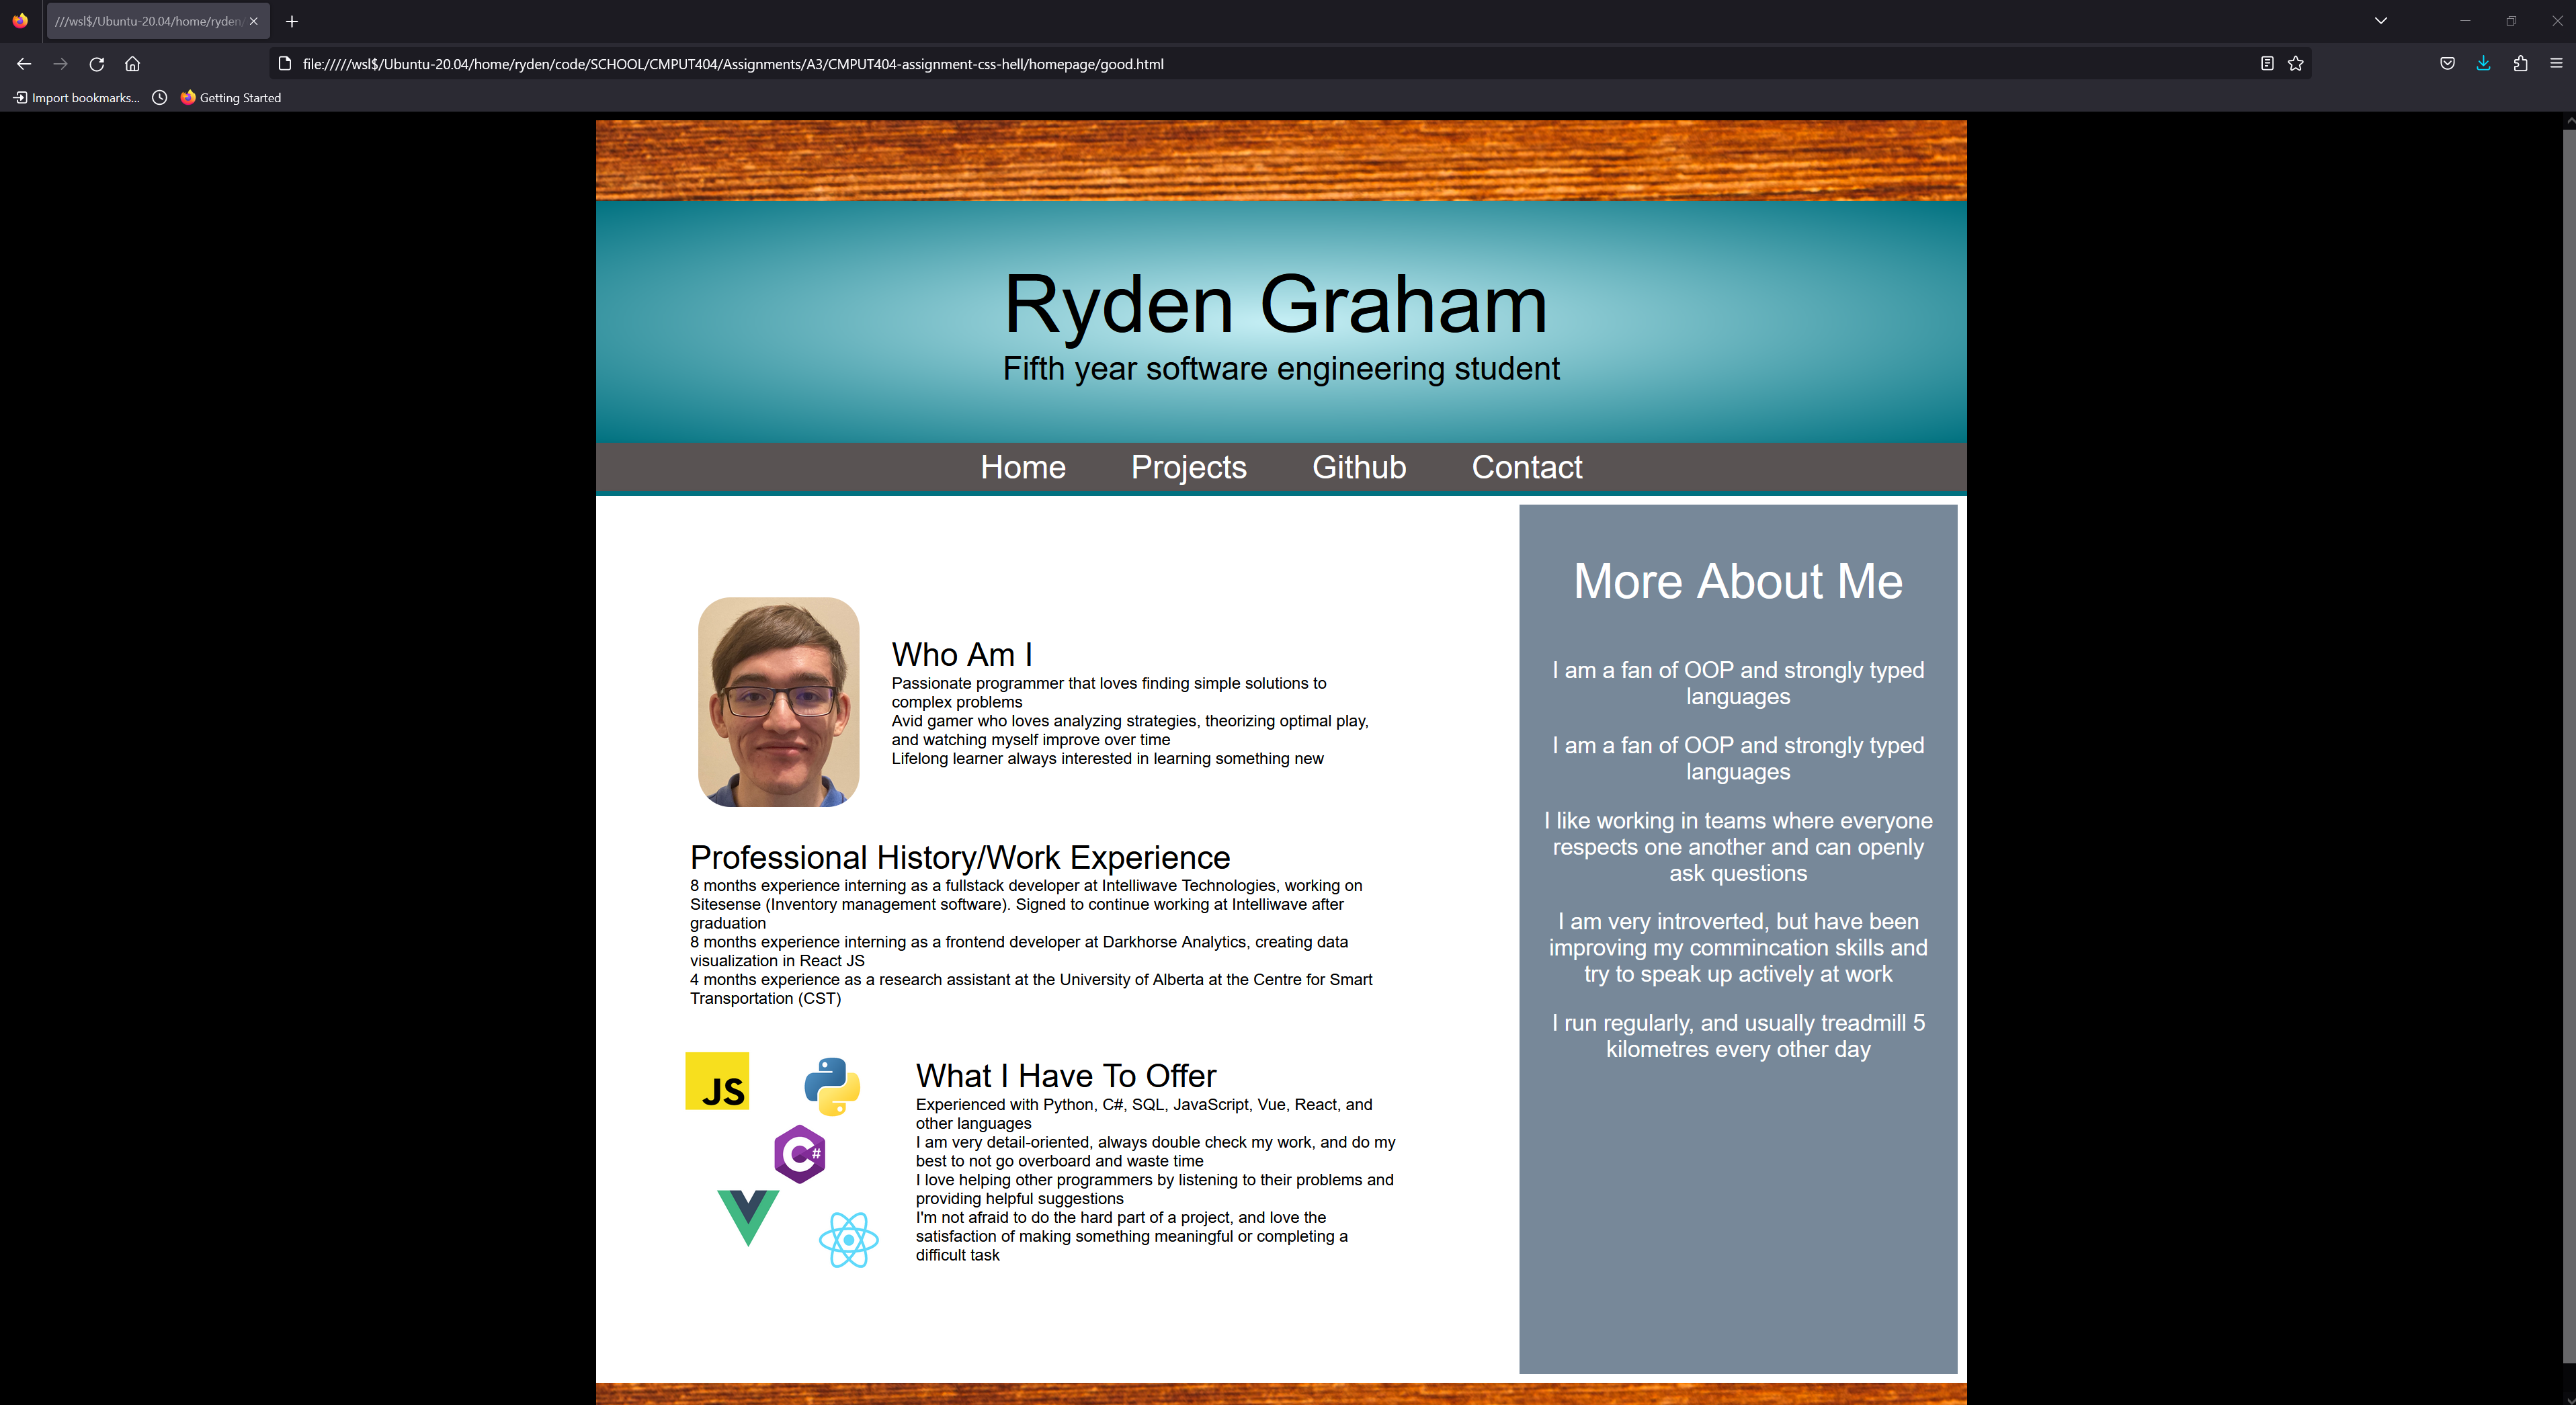 ///wsl$/Ubuntu-20.04/home/ryden/
file://///wsl$/Ubuntu-20.04/home/ryden/code/SCHOOL/CMPUT404/Assignments/A3/CMPUT404-assignment-css-hell/homepage/good.html
Import bookmarks... Getting Started
Ryden Graham
Fifth year software engineering student
Home Projects Github Contact
Who Am I
Passionate programmer that loves finding simple solutions to
complex problems
Avid gamer who loves analyzing strategies, theorizing optimal play,
and watching myself improve over time
Lifelong learner always interested in learning something new
Professional History/Work Experience
8 months experience interning as a fullstack developer at Intelliwave Technologies, working on
Sitesense (Inventory management software). Signed to continue working at Intelliwave after
graduation
8 months experience interning as a frontend developer at Darkhorse Analytics, creating data
visualization in React JS
4 months experience as a research assistant at the University of Alberta at the Centre for Smart
Transportation (CST)
JS
C#
What I Have To Offer
Experienced with Python, C#, SQL, JavaScript, Vue, React, and
other languages
I am very detail-oriented, always double check my work, and do my
best to not go overboard and waste time
I love helping other programmers by listening to their problems and
providing helpful suggestions
I'm not afraid to do the hard part of a project, and love the
satisfaction of making something meaningful or completing a
difficult task
More About Me
I am a fan of OOP and strongly typed
languages
I am a fan of OOP and strongly typed
languages
I like working in teams where everyone
respects one another and can openly
ask questions
I am very introverted, but have been
improving my commincation skills and
try to speak up actively at work
I run regularly, and usually treadmill 5
kilometres every other day